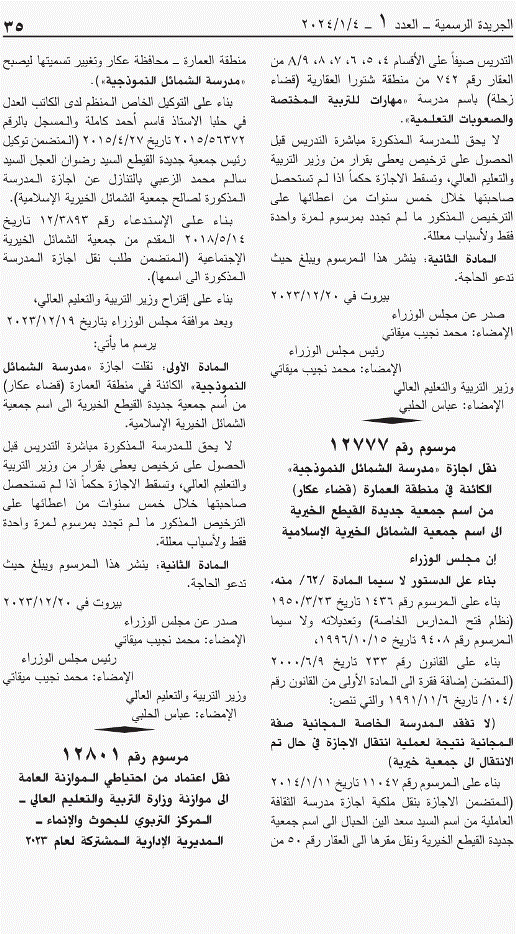 الجريدة الرسمية ـ العدد ١ ـ ٢٠٢٤/١/٤
٣٥
التدريس صيفاً على الأقسام ٤، ٥، ٦، ٧، ٨، A/٩ من
العقار رقم ٧٤٢ من منطقة شتورا العقارية (قضاء
زحلة) باسم مدرسة «مهارات للتربية المختصة
والصعوبات التعلمية».
لا يحق للمدرسة المذكورة مباشرة التدريس قبل
الحصول على ترخيص يعطى بقرار من وزير التربية
والتعليم العالي، وتسقط الاجازة حكماً اذا لم تستحصل
صاحبتها خلال خمس سنوات من اعطائها على
الترخيص المذكور ما لم تجدد بمرسوم لمرة واحدة
فقط ولأسباب معللة.
المادة الثانية: ينشر هذا المرسوم ويبلغ حيث
تدعو الحاجة.
بيروت في ٢٠٢٣/١٢/٢٠
صدر عن مجلس الوزراء
الإمضاء: محمد نجيب ميقاتي
رئيس مجلس الوزراء
الإمضاء: محمد نجيب ميقاتي
وزير التربية والتعليم العالي
الإمضاء: عباس الحلبي
مرسوم رقم ١٢٧٧٧
نقل اجازة «مدرسة الشمائل النموذجية»
الكائنة في منطقة العمارة (قضاء عكار)
من اسم جمعية جديدة القيطع الخيرية
الى اسم جمعية الشمائل الخيرية الإسلامية
إن مجلس الوزراء
بناء على الدستور لا سيما المادة /٦٢/ منه،
بناء على المرسوم رقم ١٤٣٦ تاريخ ١٩٥٠/٣/٢٣
(نظام فتح المدارس الخاصة) وتعديلاته ولا سيما
المرسوم رقم ٩٤٠٨ تاريخ ١٩٩٦/١٠/١٥،
بناء على القانون رقم ٢٣٣ تاريخ ٢٠٠٠/٦/٩
(المتضن إضافة فقرة الى المادة الأولى من القانون رقم
/١٠٤/ تاريخ ١٩٩١/١١/٦ والتي تنص:
(لا تفقد المدرسة الخاصة المجانية صفة
المجانية نتيجة لعملية انتقال الاجازة في حال تم
الانتقال الى جمعية خيرية)
بناء على المرسوم رقم ١١٠٤٧ تاريخ ٢٠١٤/١/١١
(المتضمن الاجازة بنقل ملكية اجازة مدرسة الثقافة
العاملية من اسم السيد سعد الين الحبال الى اسم جمعية
جديدة القيطع الخيرية ونقل مقرها الى العقار رقم ٥٠ من
منطقة العمارة ـ محافظة عكار وتغيير تسميتها ليصبح
«مدرسة الشمائل النموذجية»).
بناء على التوكيل الخاص المنظم لدى الكاتب العدل
في حلبا الاستاذ قاسم أحمد كاملة والمسجل بالرقم
٢٠١٥/٥٦٣٧٢ تاريخ ٢٠١٥/٤/٢٧ (المتضمن توكيل
رئيس جمعية جديدة القيطع السيد رضوان العجل السيد
سالم محمد الزعبي بالتنازل عن اجازة المدرسة
المذكورة لصالح جمعية الشمائل الخيرية الإسلامية).
بناء على الإستدعاء رقم ١٢/٣٨٩٣ تاريخ
٢٠١٨/٥/١٤ المقدم من جمعية الشمائل الخيرية
الإجتماعية (المتضمن طلب نقل اجازة المدرسة
المذكورة الى اسمها).
بناء على إقتراح وزير التربية والتعليم العالي،
وبعد موافقة مجلس الوزراء بتاريخ ٢٠٢٣/١٢/١٩
يرسم ما يأتي:
المادة الأولى: نقلت اجازة «مدرسة الشمائل
النموذجية» الكائنة في منطقة العمارة (قضاء عكار)
من أسم جمعية جديدة القيطع الخيرية الى اسم جمعية
الشمائل الخيرية الإسلامية.
لا يحق للمدرسة المذكورة مباشرة التدريس قبل
الحصول على ترخيص يعطى بقرار من وزير التربية
والتعليم العالي، وتسقط الاجازة حكماً اذا لم تستحصل
صاحبتها خلال خمس سنوات من اعطائها على
الترخيص المذكور ما لم تجدد بمرسوم لمرة واحدة
فقط ولأسباب معللة.
المادة الثانية: ينشر هذا المرسوم ويبلغ حيث
تدعو الحاجة.
بيروت في ٢٠٢٣/١٢/٢٠
صدر عن مجلس الوزراء
الإمضاء: محمد نجيب ميقاتي
رئيس مجلس الوزراء
الإمضاء: محمد نجيب ميقاتي
وزير التربية والتعليم العالي
الإمضاء: عباس الحلبي
مرسوم رقم ١٢٨٠١
نقل اعتماد من احتياطي الموازنة العامة
الى موازنة وزارة التربية والتعليم العالي ـ
المركز التربوي للبحوث والإنماء ـ
المديرية الإدارية المشتركة لعام ٢٠٢٣